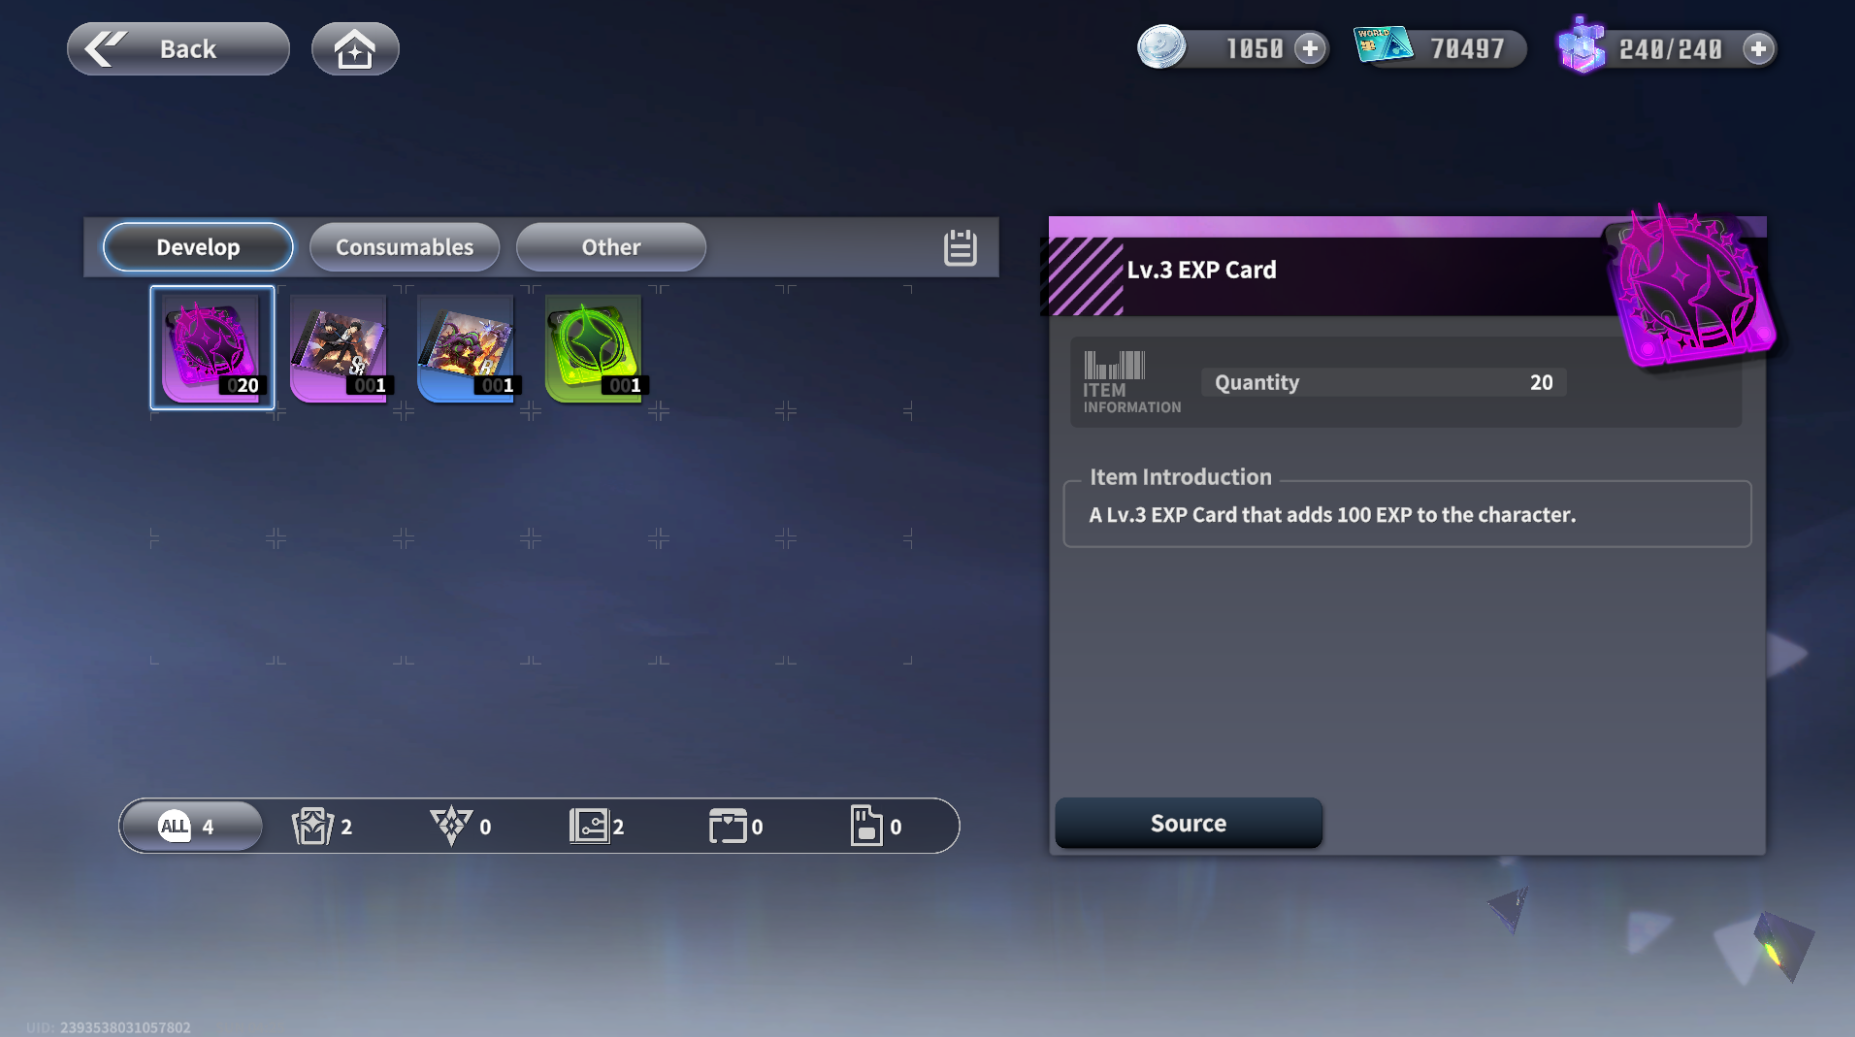 Back
1050
WORLD
70497
240/240
Develop
Consumables
Other
Lv.3 EXP Card
020
SR
001
R
001
001
ITEM
INFORMATION
Quantity
20
Item Introduction
A Lv.3 EXP Card that adds 100 EXP to the character.
ALL 4
2
0
2
0
0
Source
UID: 2393538031057802